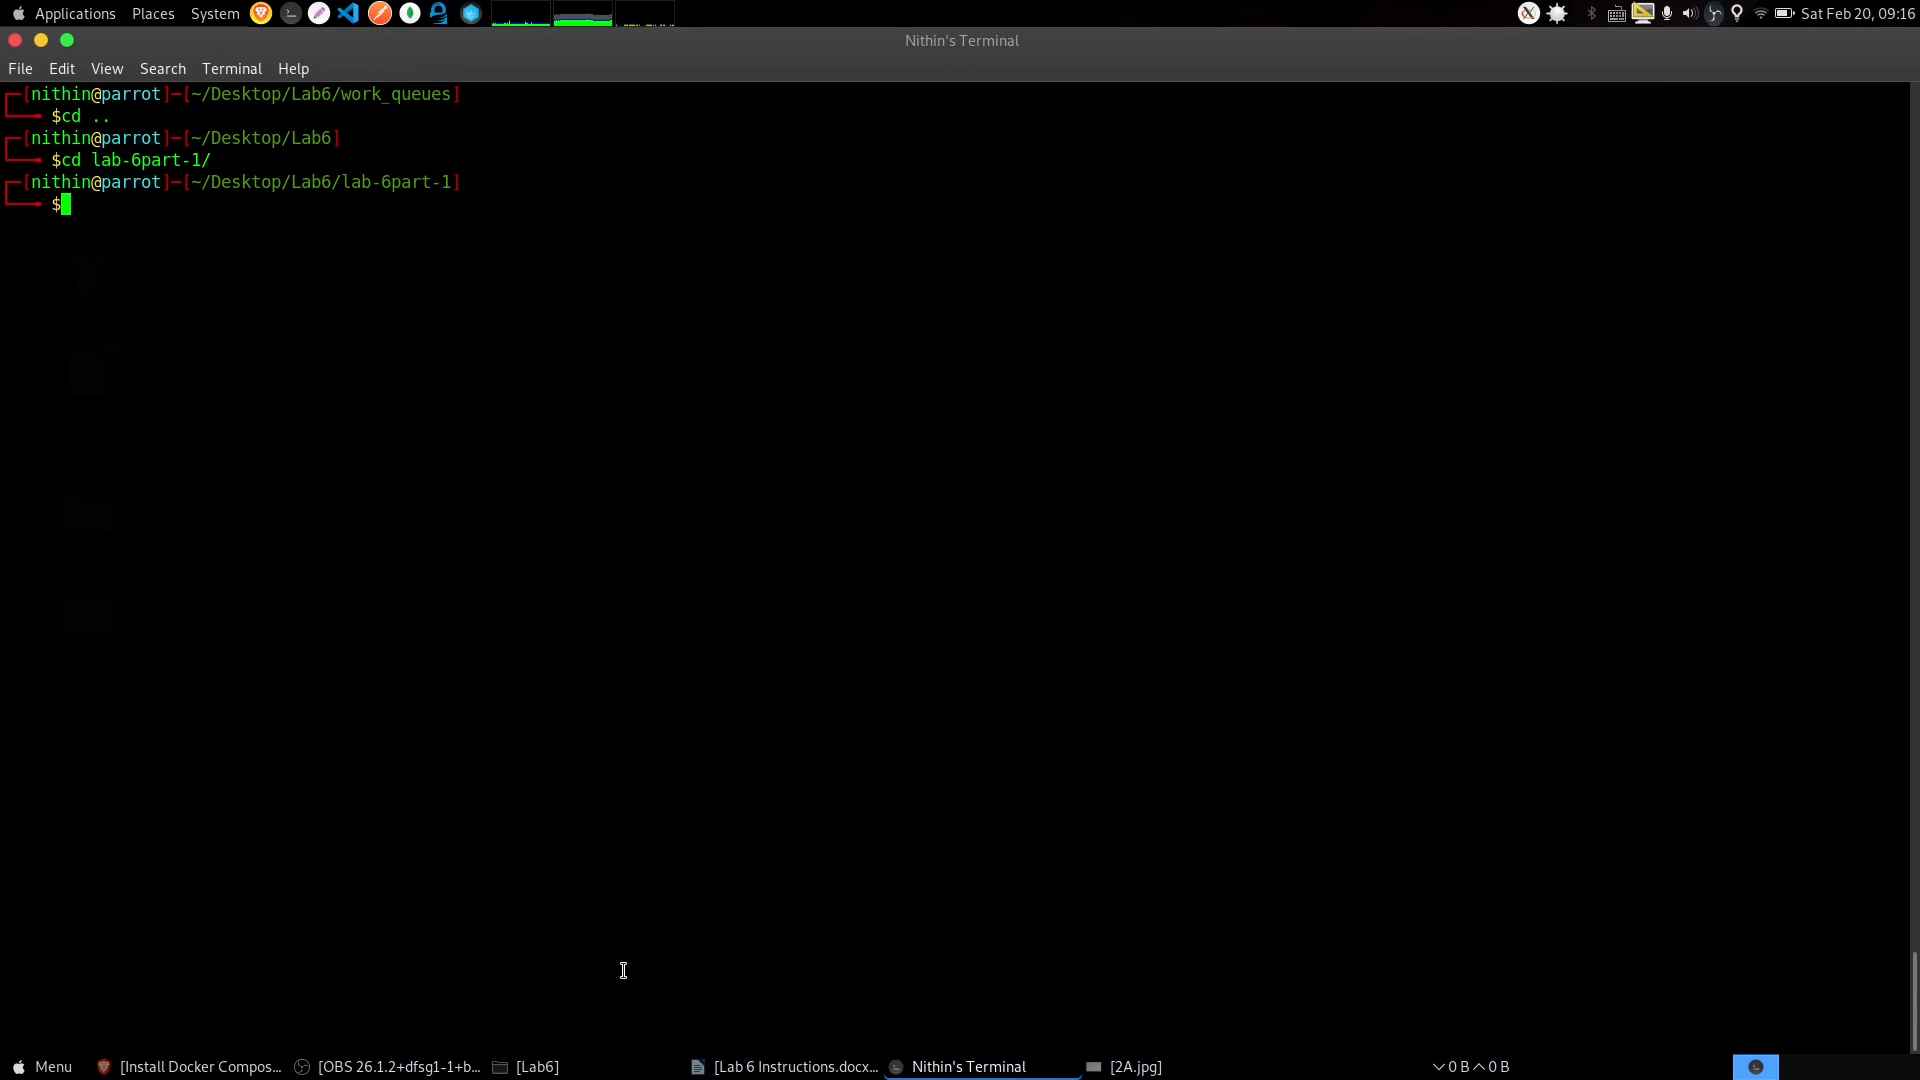 Applications Places System Sat Feb 20, 09:16
Nithin's Terminal
File Edit View Search Terminal Help
[nithin@parrot]─[~/Desktop/Lab6/work_queues]
$cd ..
[nithin@parrot]─[~/Desktop/Lab6]
$cd lab-6part-1/
[nithin@parrot]─[~/Desktop/Lab6/lab-6part-1]
$
Menu [Install Docker Compos... [OBS 26.1.2+dfsg1-1+b... [Lab6] [Lab 6 Instructions.docx... Nithin's Terminal [2A.jpg] 0 B 0 B